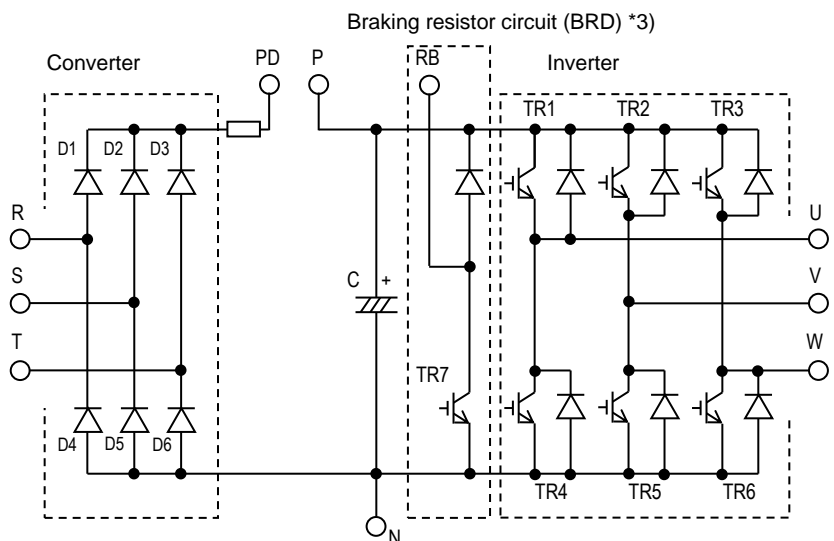 Braking resistor circuit (BRD) *3)
Converter
PD
P
RB
Inverter
TR1
TR2
TR3
D1
D2
D3
R
U
S
C
+
V
T
W
TR7
D4
D5
D6
TR4
TR5
TR6
N